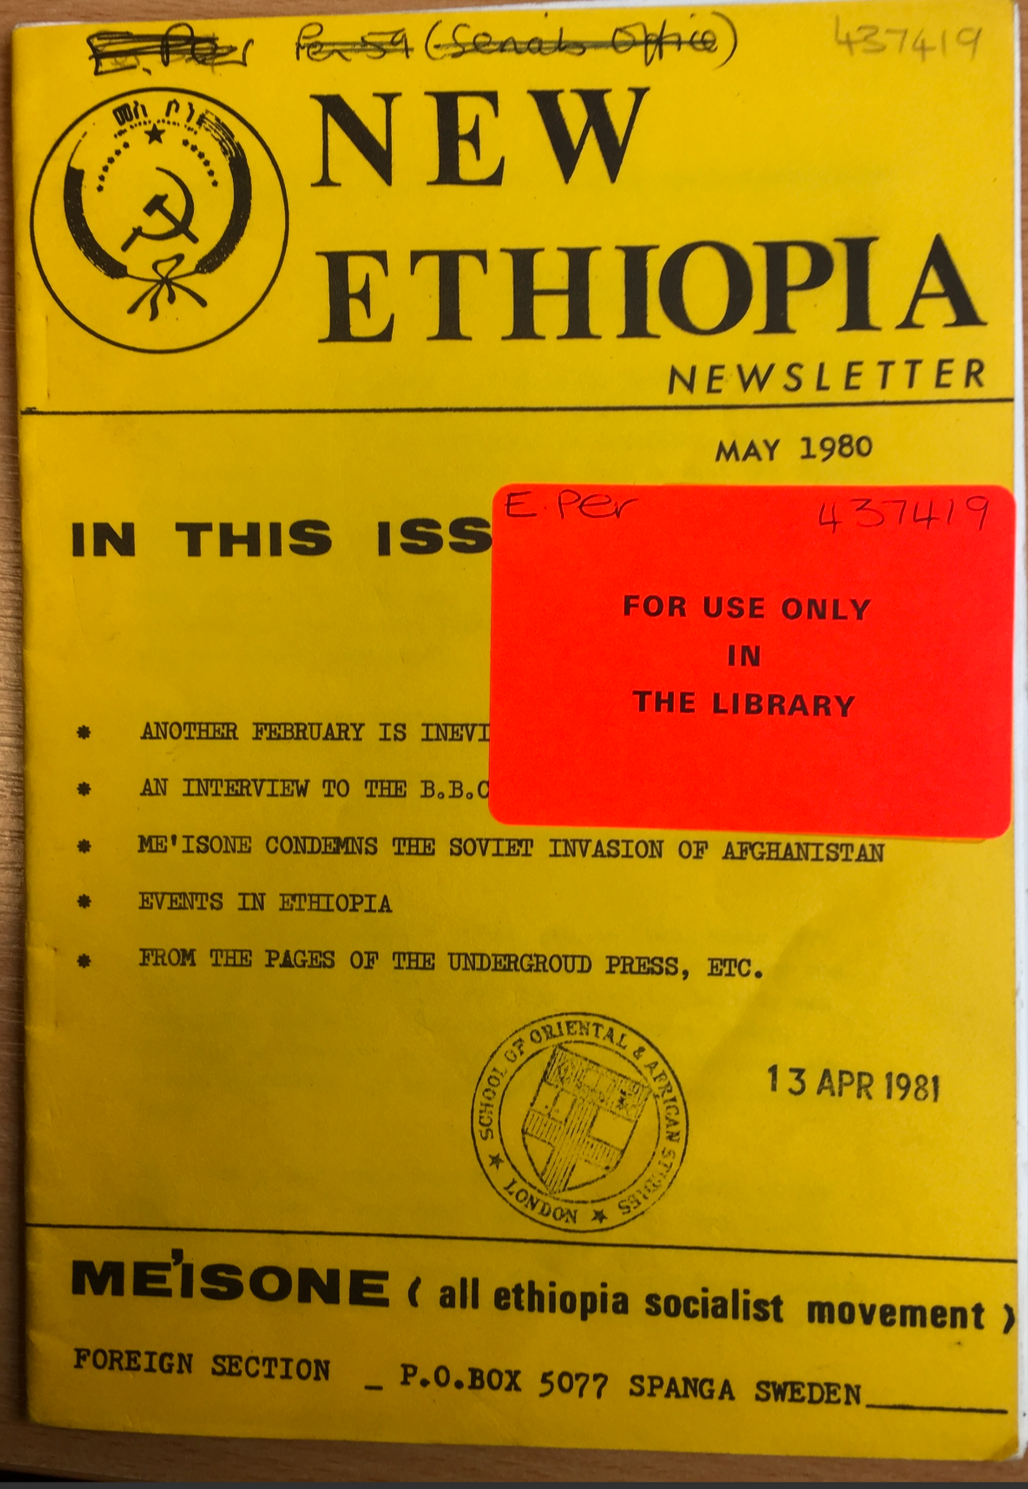 E. Per Per 59 (Senate Office) 437419
NEW
ETHIOPIA
NEWSLETTER
MAY 1980
IN THIS ISS
E. Per 437419
FOR USE ONLY
IN
THE LIBRARY
* ANOTHER FEBRUARY IS INEVI
* AN INTERVIEW TO THE B.B.C
* ME'ISONE CONDEMNS THE SOVIET INVASION OF AFGHANISTAN
* EVENTS IN ETHIOPIA
* FROM THE PAGES OF THE UNDERGROUD PRESS, ETC.
SCHOOL OF ORIENTAL & AFRICAN STUDIES
LONDON
13 APR 1981
ME'ISONE ( all ethiopia socialist movement )
FOREIGN SECTION _ P.O.BOX 5077 SPANGA SWEDEN